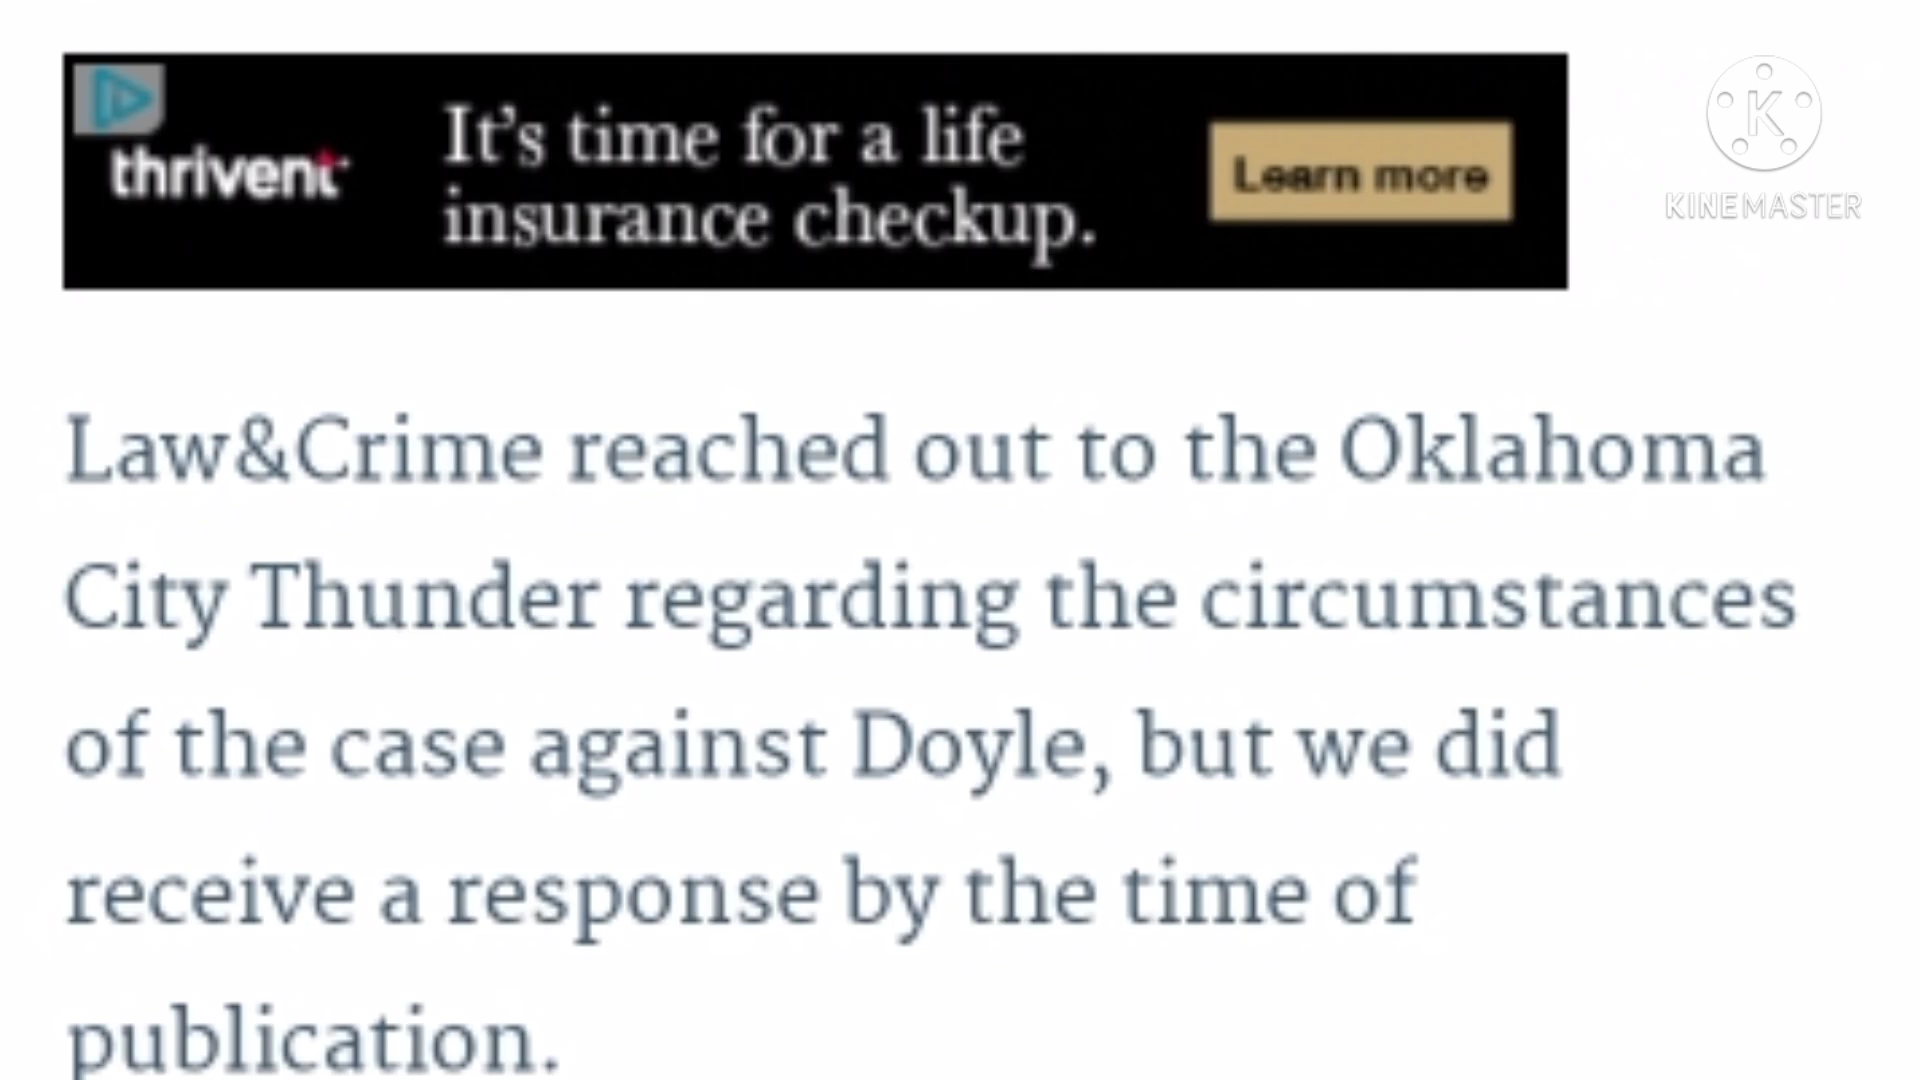 thrivent
It's time for a life
insurance checkup.
Learn more
K
KINEMASTER
Law&Crime reached out to the Oklahoma
City Thunder regarding the circumstances
of the case against Doyle, but we did
receive a response by the time of
publication.